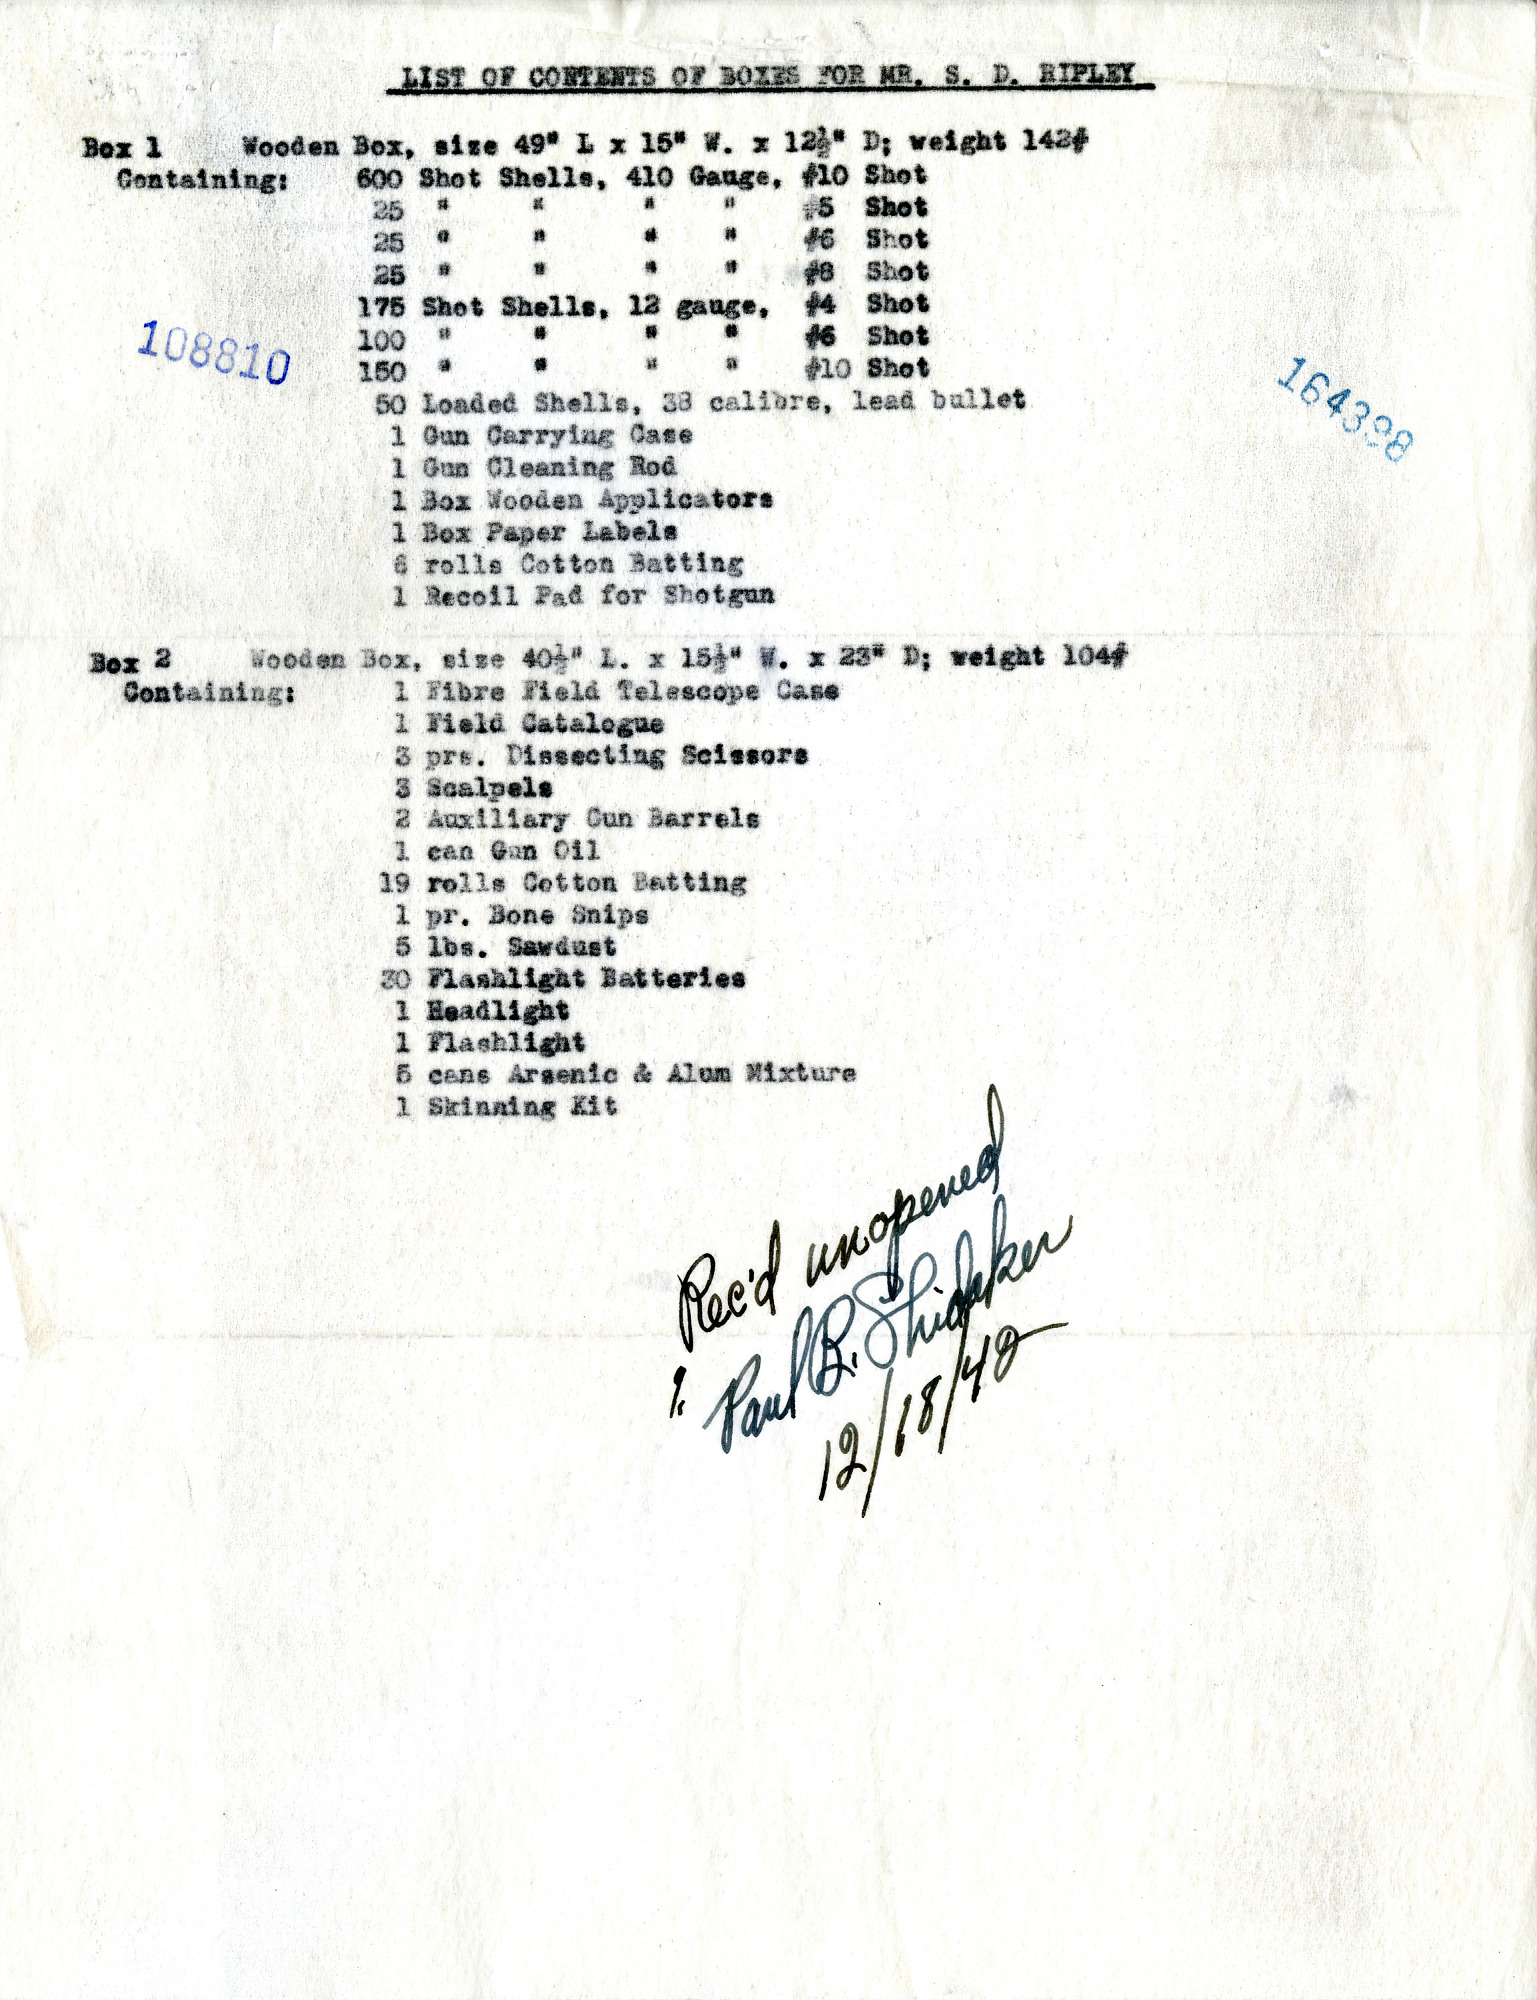 LIST OF CONTENTS OF BOXES FOR MR. S. D. RIPLEY
Box 1 Wooden Box, size 49" L x 15" W. x 12½" D; weight 142#
Containing: 600 Shot Shells, 410 Gauge, #10 Shot
25 " " " " #5 Shot
25 " " " " #6 Shot
25 " " " " #8 Shot
175 Shot Shells, 12 gauge, #4 Shot
100 " " " " #6 Shot
150 " " " " #10 Shot
50 Loaded Shells, 38 calibre, lead bullet
1 Gun Carrying Case
1 Gun Cleaning Rod
1 Box Wooden Applicators
1 Box Paper Labels
6 rolls Cotton Batting
1 Recoil Pad for Shotgun
108810
164398
Box 2 Wooden Box, size 40½" L. x 15½" W. x 23" D; weight 104#
Containing: 1 Fibre Field Telescope Case
1 Field Catalogue
3 prs. Dissecting Scissors
3 Scalpels
2 Auxiliary Gun Barrels
1 can Gun Oil
19 rolls Cotton Batting
1 pr. Bone Snips
5 lbs. Sawdust
30 Flashlight Batteries
1 Headlight
1 Flashlight
5 cans Arsenic & Alum Mixture
1 Skinning Kit
Rec'd unopened
Paul B. Shidaker
12/18/42